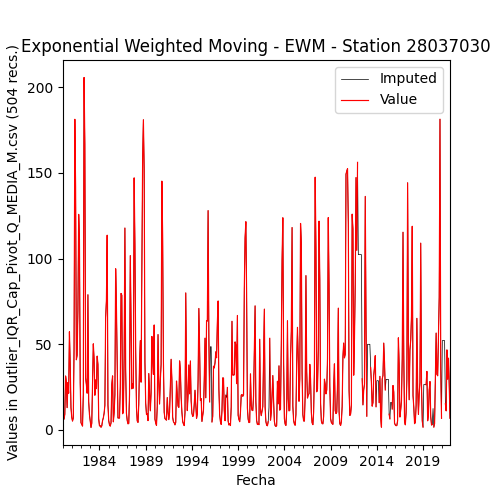 Exponential Weighted Moving - EWM - Station 28037030
Values in Outlier_IQR_Cap_Pivot_Q_MEDIA_M.csv (504 recs.)
Imputed
Value
200
150
100
50
0
1984 1989 1994 1999 2004 2009 2014 2019
Fecha